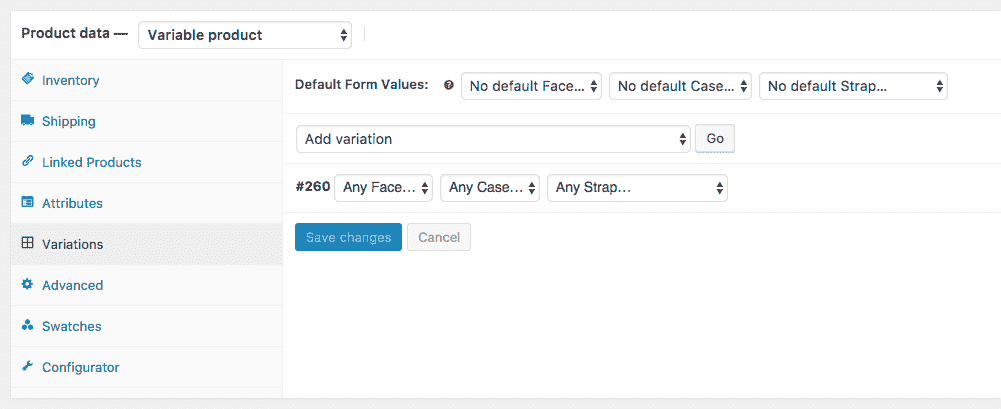 Product data — Variable product
Inventory
Shipping
Linked Products
Attributes
Variations
Advanced
Swatches
Configurator
Default Form Values: ? No default Face... No default Case... No default Strap...
Add variation Go
#260 Any Face... Any Case... Any Strap...
Save changes Cancel